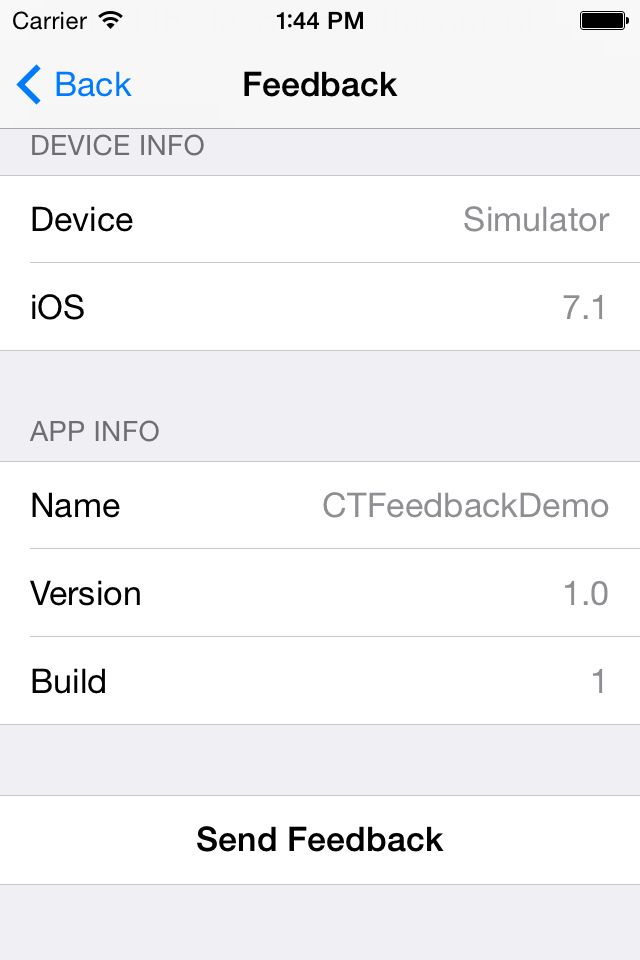 Carrier 1:44 PM
Back Feedback
DEVICE INFO
Device Simulator
iOS 7.1
APP INFO
Name CTFeedbackDemo
Version 1.0
Build 1
Send Feedback